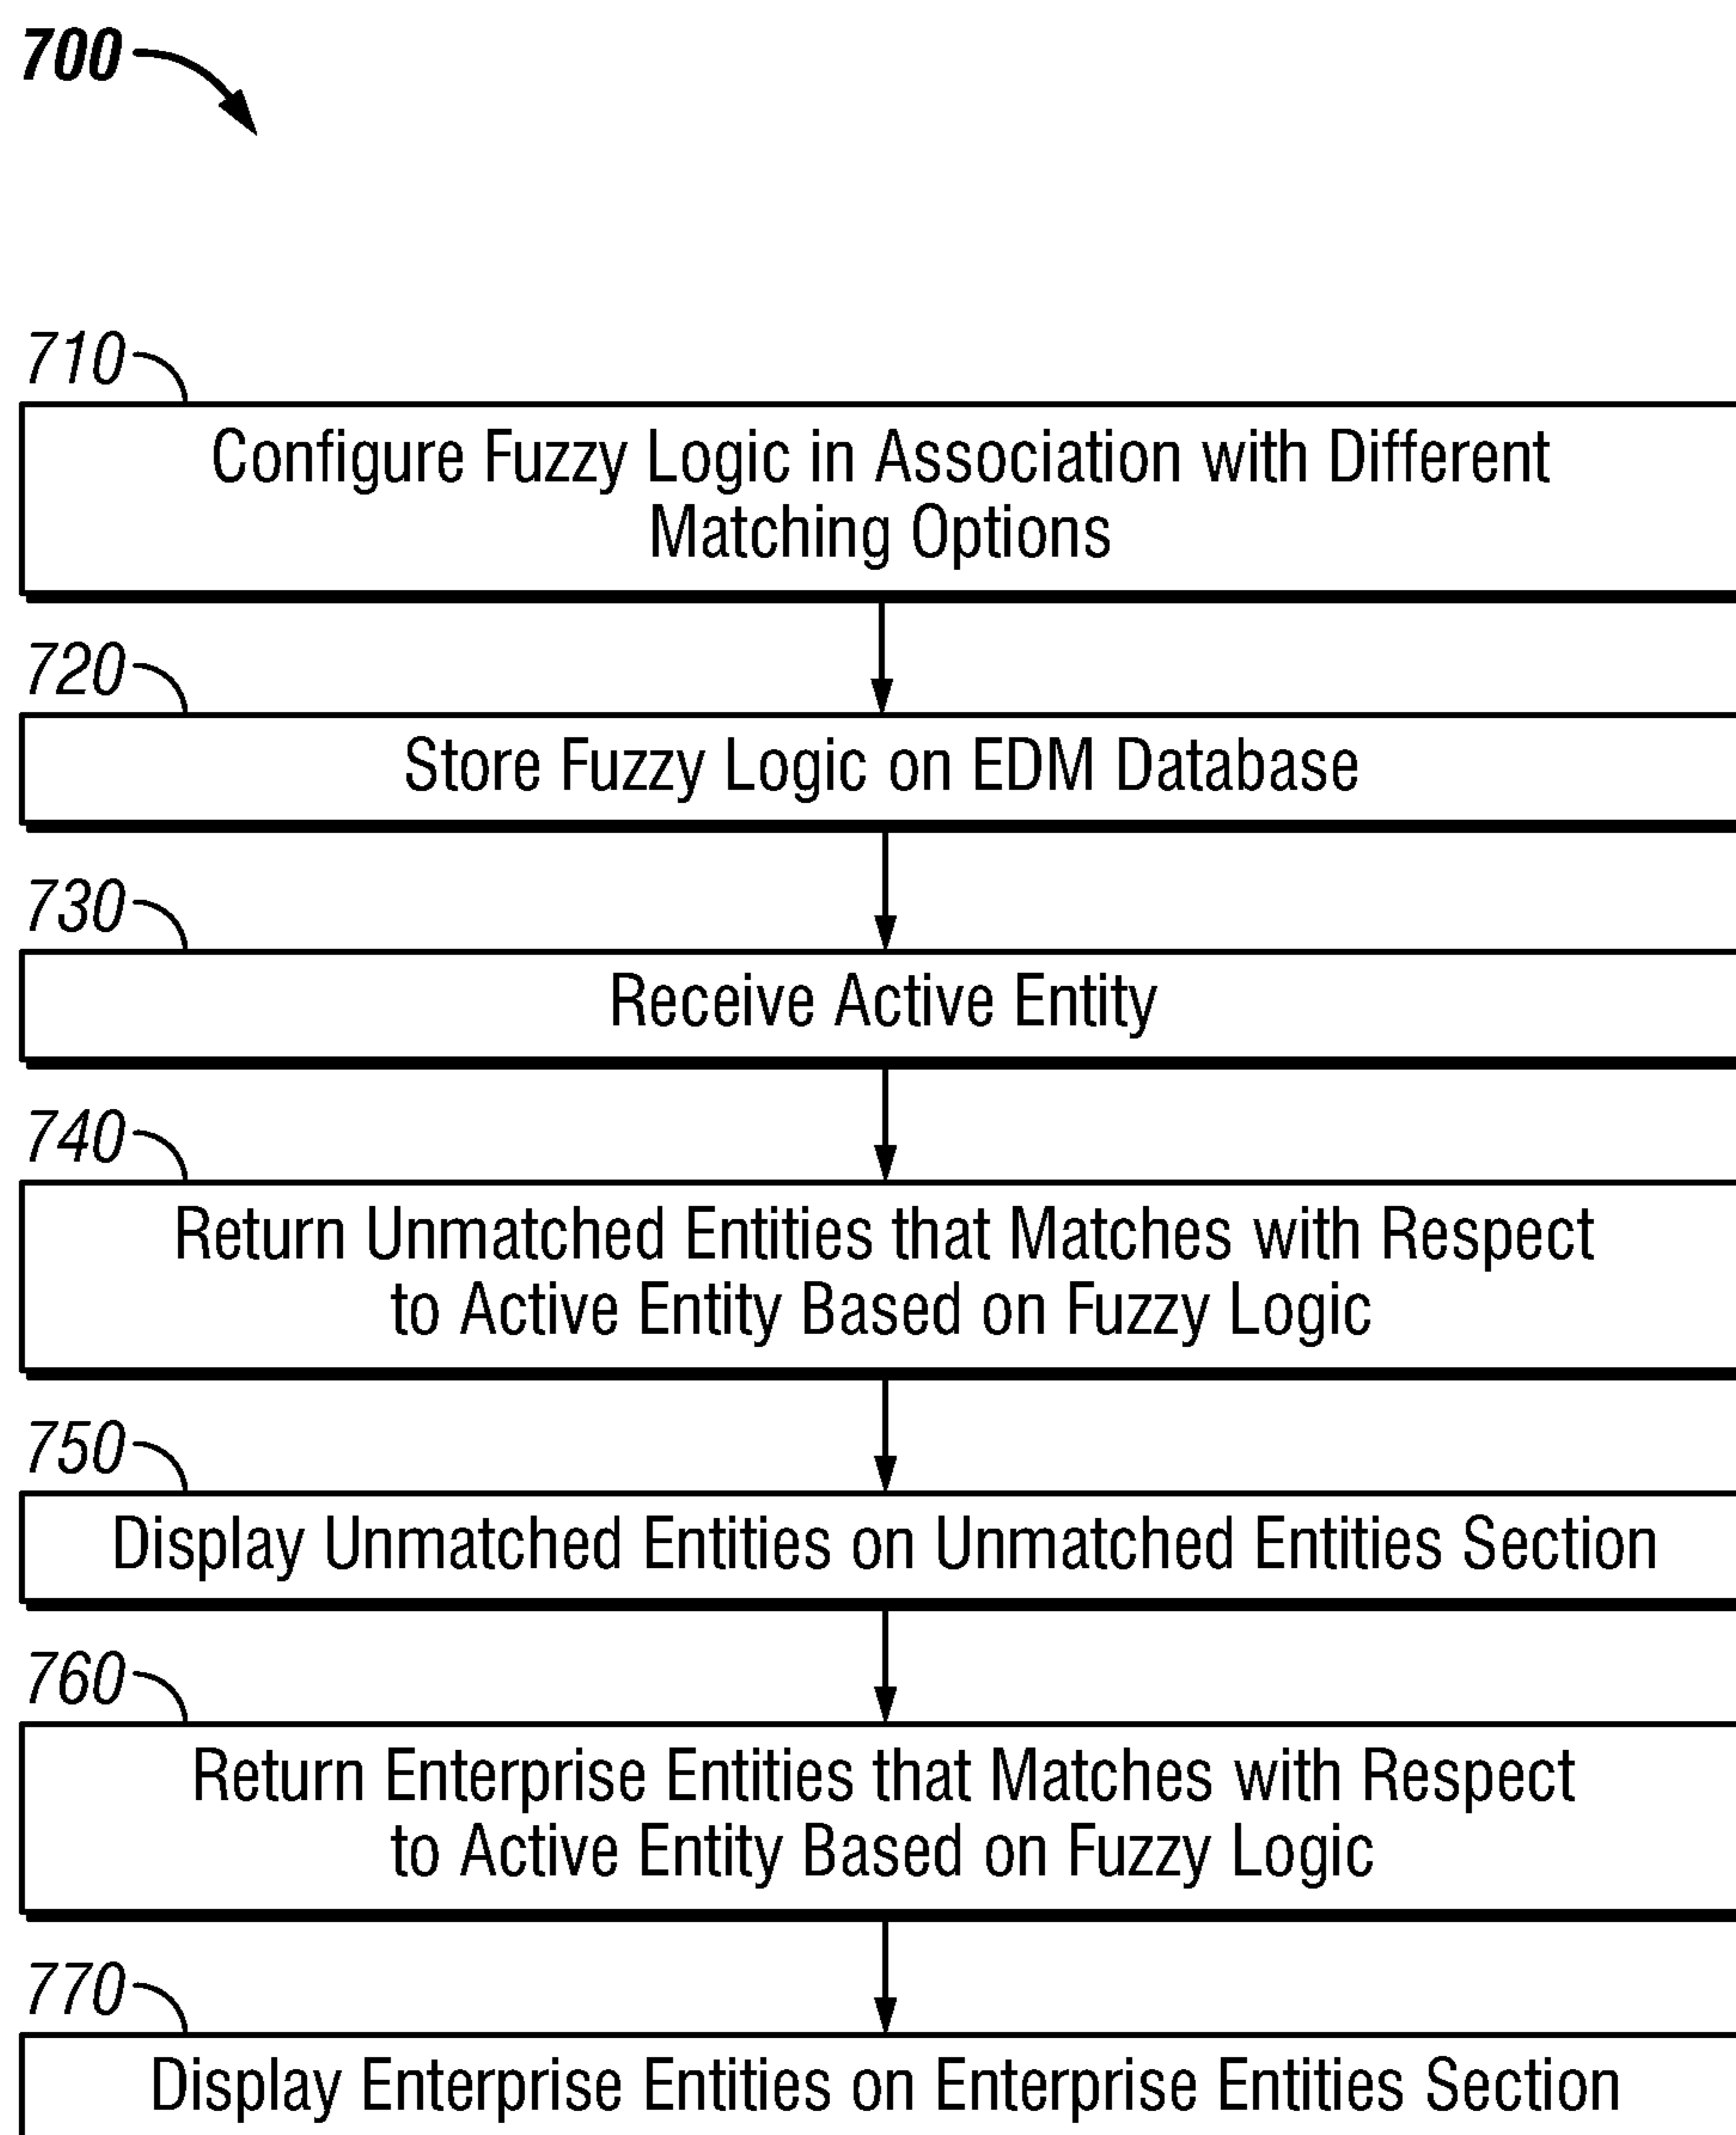 700
710
Configure Fuzzy Logic in Association with Different
Matching Options
720
Store Fuzzy Logic on EDM Database
730
Receive Active Entity
740
Return Unmatched Entities that Matches with Respect
to Active Entity Based on Fuzzy Logic
750
Display Unmatched Entities on Unmatched Entities Section
760
Return Enterprise Entities that Matches with Respect
to Active Entity Based on Fuzzy Logic
770
Display Enterprise Entities on Enterprise Entities Section